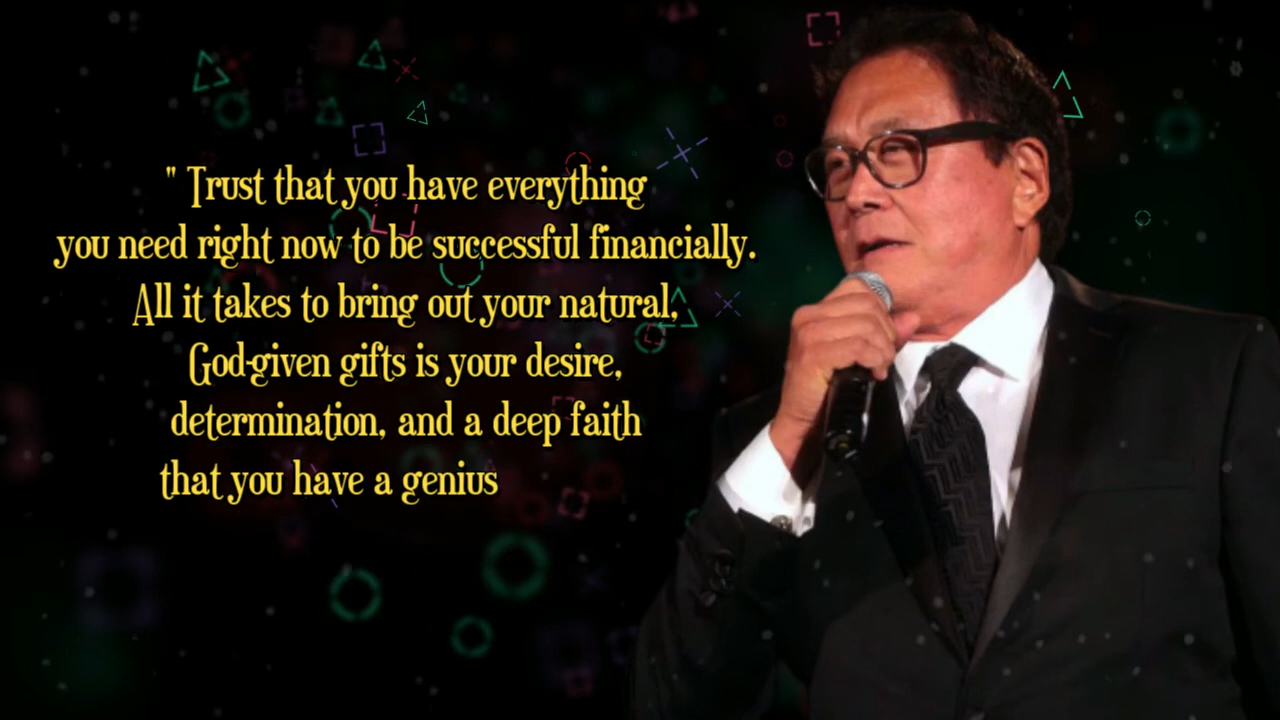 " Trust that you have everything
you need right now to be successful financially.
All it takes to bring out your natural,
God-given gifts is your desire,
determination, and a deep faith
that you have a genius